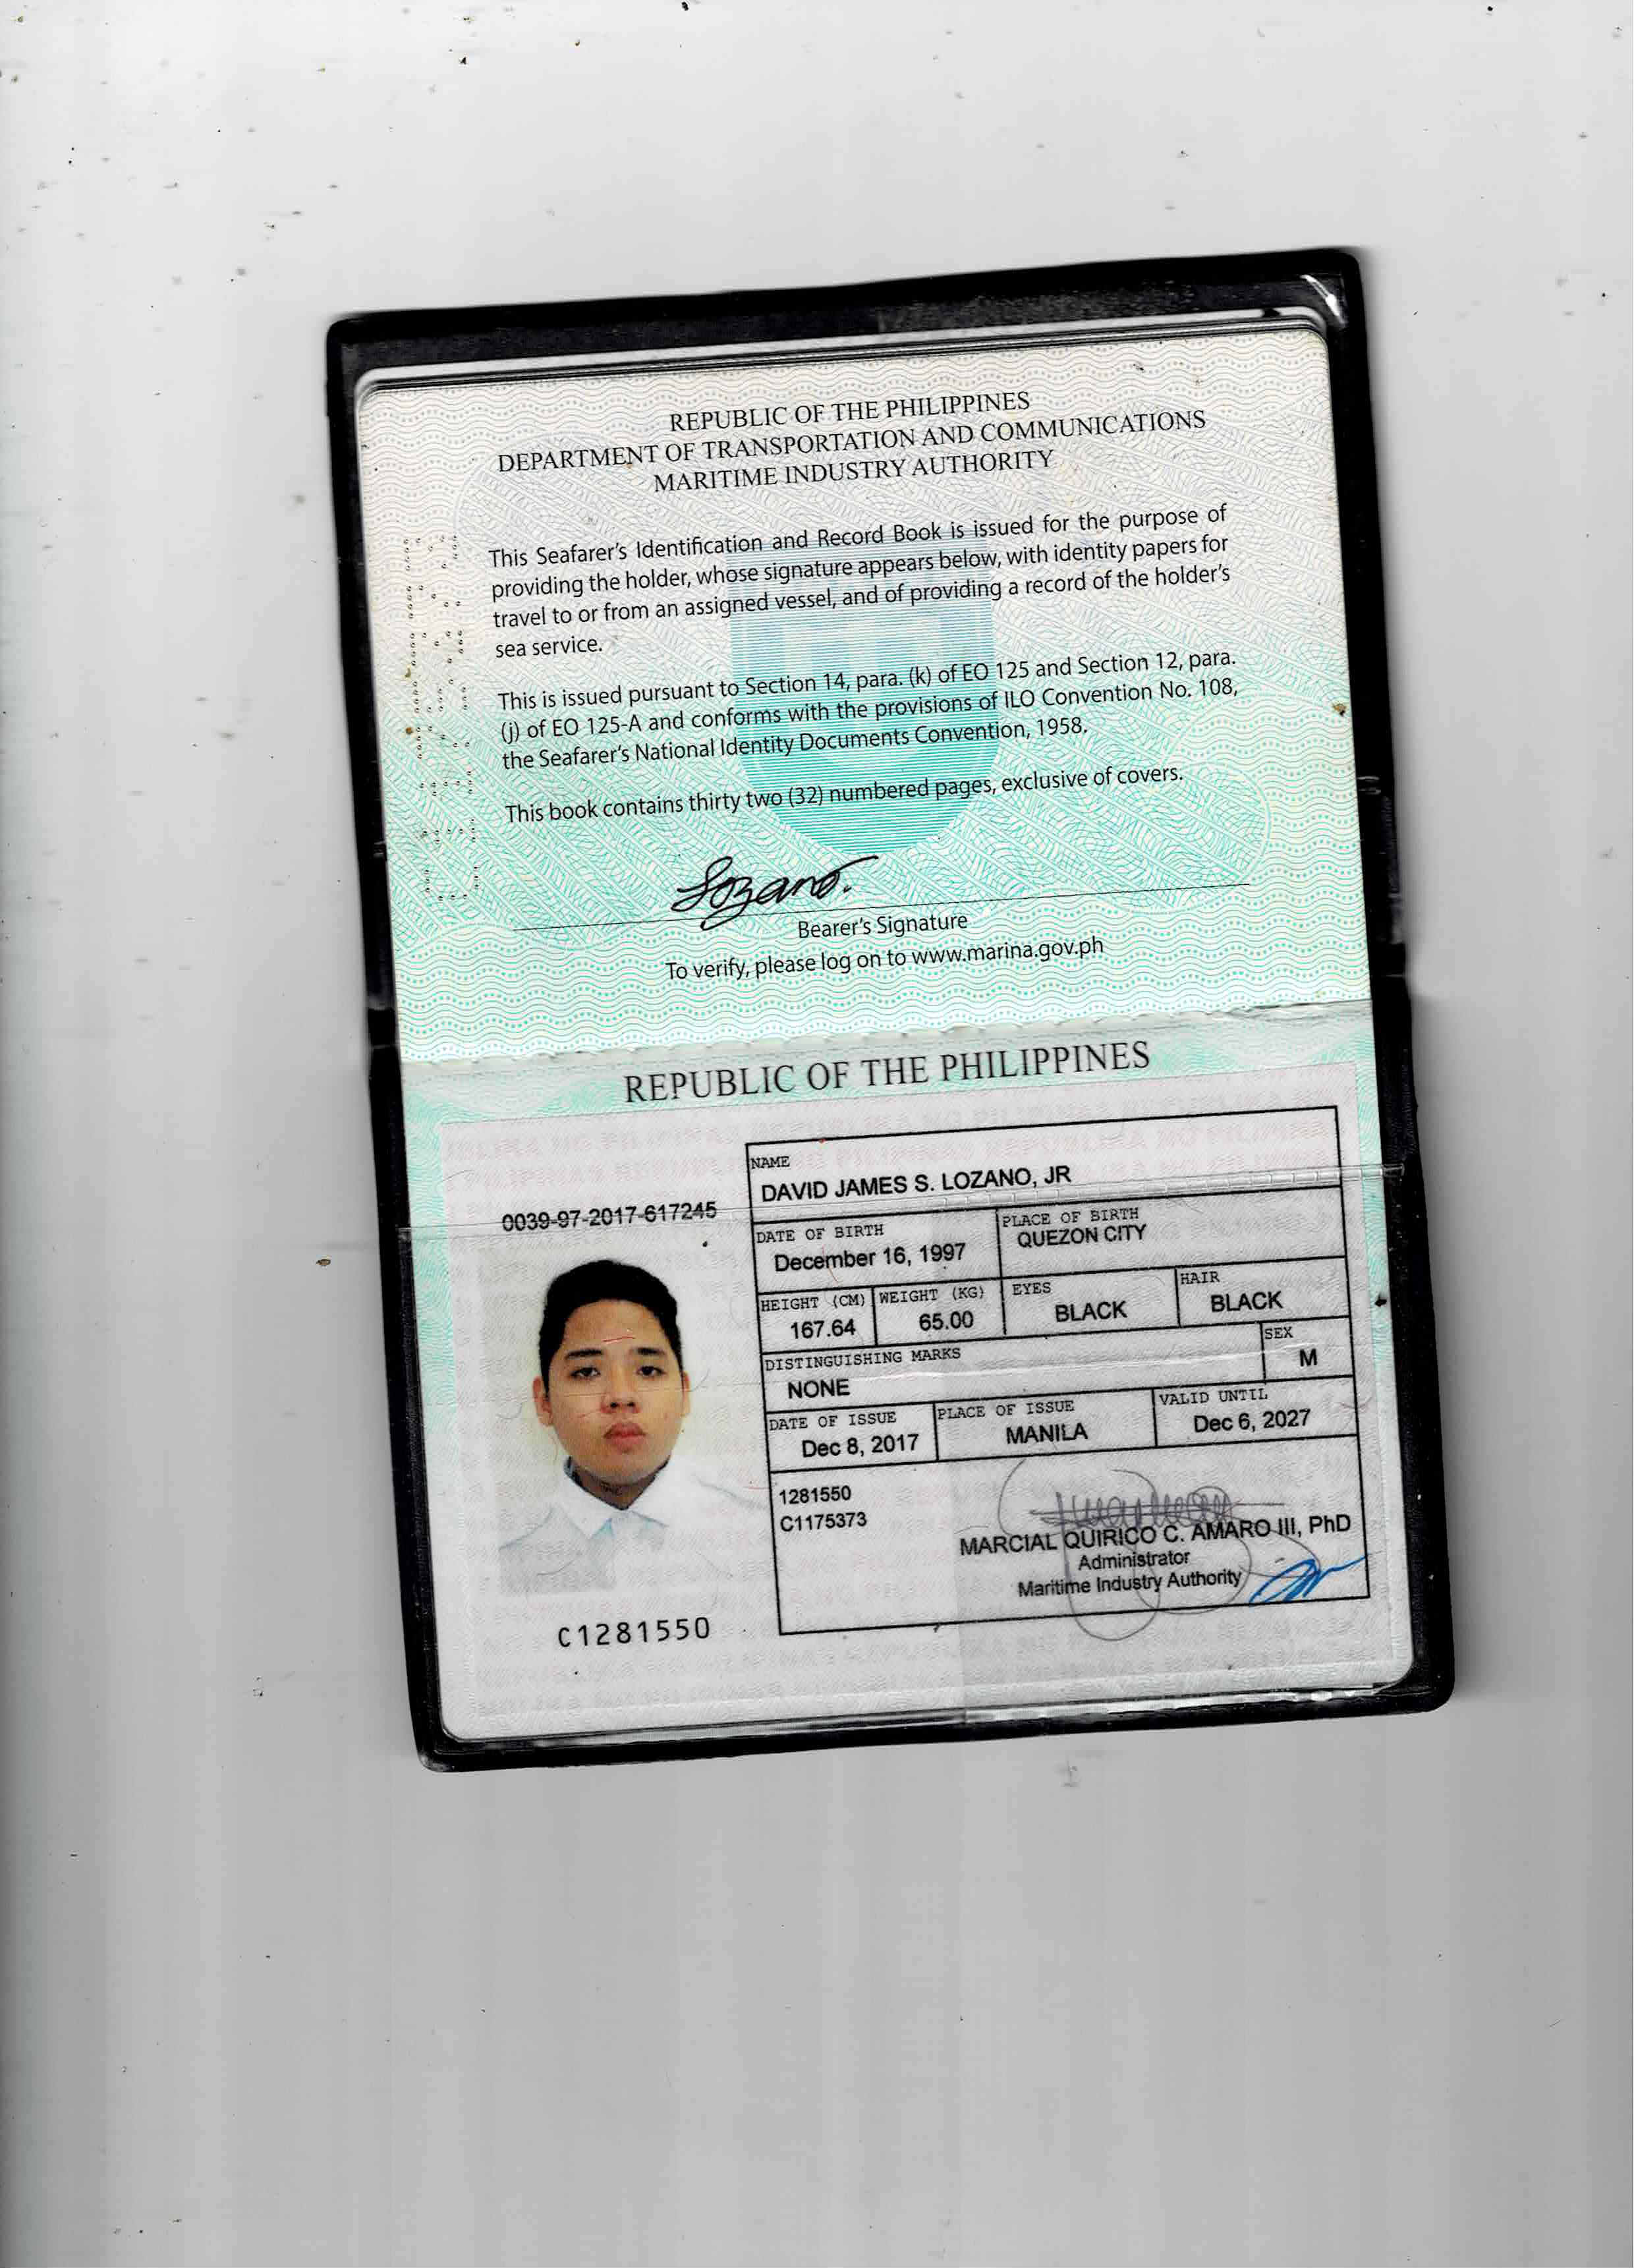 REPUBLIC OF THE PHILIPPINES
DEPARTMENT OF TRANSPORTATION AND COMMUNICATIONS
MARITIME INDUSTRY AUTHORITY
This Seafarer's Identification and Record Book is issued for the purpose of
providing the holder, whose signature appears below, with identity papers for
travel to or from an assigned vessel, and of providing a record of the holder's
sea service.
This is issued pursuant to Section 14, para. (k) of EO 125 and Section 12, para.
(j) of EO 125-A and conforms with the provisions of ILO Convention No. 108,
the Seafarer's National Identity Documents Convention, 1958.
This book contains thirty two (32) numbered pages, exclusive of covers.
Lozano.
Bearer's Signature
To verify, please log on to www.marina.gov.ph
REPUBLIC OF THE PHILIPPINES
0039-97-2017-617245
NAME
DAVID JAMES S. LOZANO, JR
DATE OF BIRTH PLACE OF BIRTH
December 16, 1997 QUEZON CITY
HEIGHT (CM) WEIGHT (KG) EYES HAIR
167.64 65.00 BLACK BLACK
DISTINGUISHING MARKS SEX
NONE M
DATE OF ISSUE PLACE OF ISSUE VALID UNTIL
Dec 8, 2017 MANILA Dec 6, 2027
1281550
C1175373
MARCIAL QUIRICO C. AMARO III, PhD
Administrator
Maritime Industry Authority
C1281550